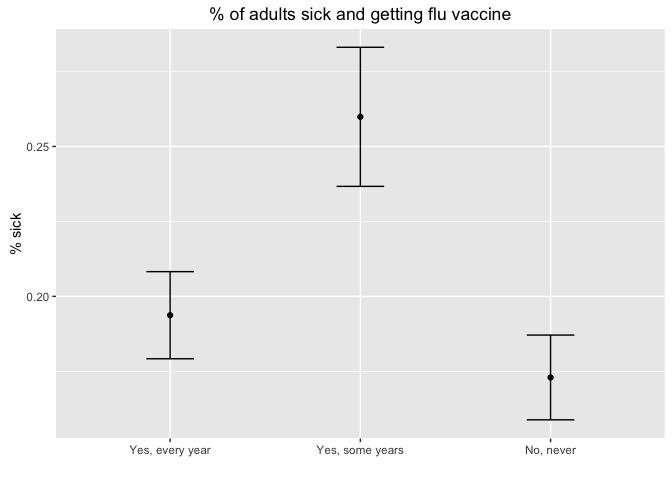 % of adults sick and getting flu vaccine
% sick
0.25
0.20
Yes, every year
Yes, some years
No, never